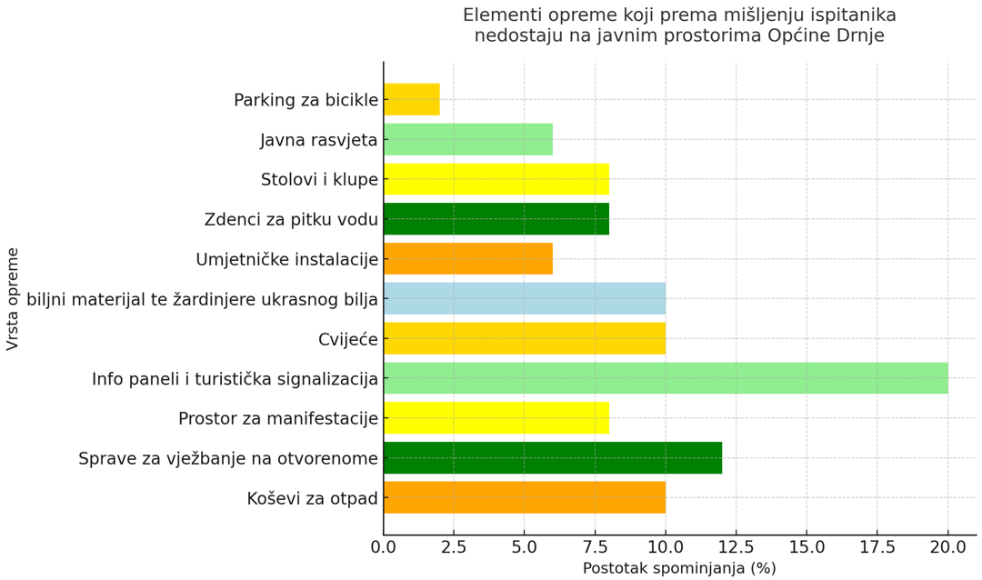 Elementi opreme koji prema mišljenju ispitanika
nedostaju na javnim prostorima Općine Drnje
Vrsta opreme
Parking za bicikle
Javna rasvjeta
Stolovi i klupe
Zdenci za pitku vodu
Umjetničke instalacije
biljni materijal te žardinjere ukrasnog bilja
Cvijeće
Info paneli i turistička signalizacija
Prostor za manifestacije
Sprave za vježbanje na otvorenome
Koševi za otpad
0.0 2.5 5.0 7.5 10.0 12.5 15.0 17.5 20.0
Postotak spominjanja (%)